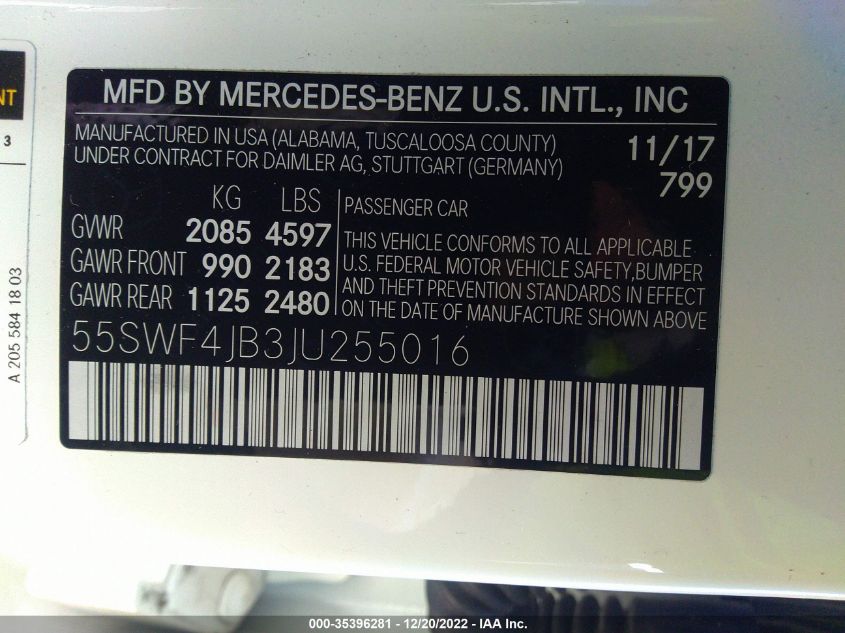 MFD BY MERCEDES-BENZ U.S. INTL., INC
MANUFACTURED IN USA (ALABAMA, TUSCALOOSA COUNTY)
UNDER CONTRACT FOR DAIMLER AG, STUTTGART (GERMANY)
11/17
799
KG LBS
GVWR 2085 4597
GAWR FRONT 990 2183
GAWR REAR 1125 2480
PASSENGER CAR
THIS VEHICLE CONFORMS TO ALL APPLICABLE
U.S. FEDERAL MOTOR VEHICLE SAFETY,BUMPER
AND THEFT PREVENTION STANDARDS IN EFFECT
ON THE DATE OF MANUFACTURE SHOWN ABOVE.
55SWF4JB3JU255016
NT
3
A 205 584 18 03
000-35396281 - 12/20/2022 - IAA Inc.